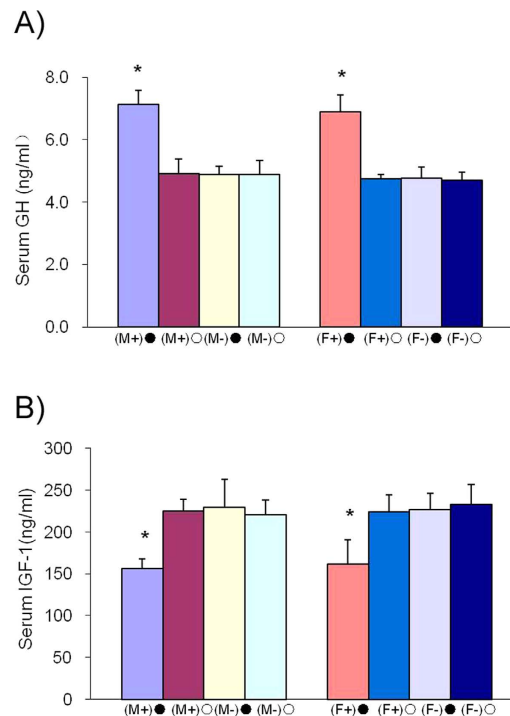 A)
*
*
8.0
6.0
4.0
2.0
0.0
Serum GH (ng/ml)
(M+)● (M+)○ (M-)● (M-)○ (F+)● (F+)○ (F-)● (F-)○
B)
300
250
200
150
100
50
0
*
*
Serum IGF-1(ng/ml)
(M+)● (M+)○ (M-)● (M-)○ (F+)● (F+)○ (F-)● (F-)○